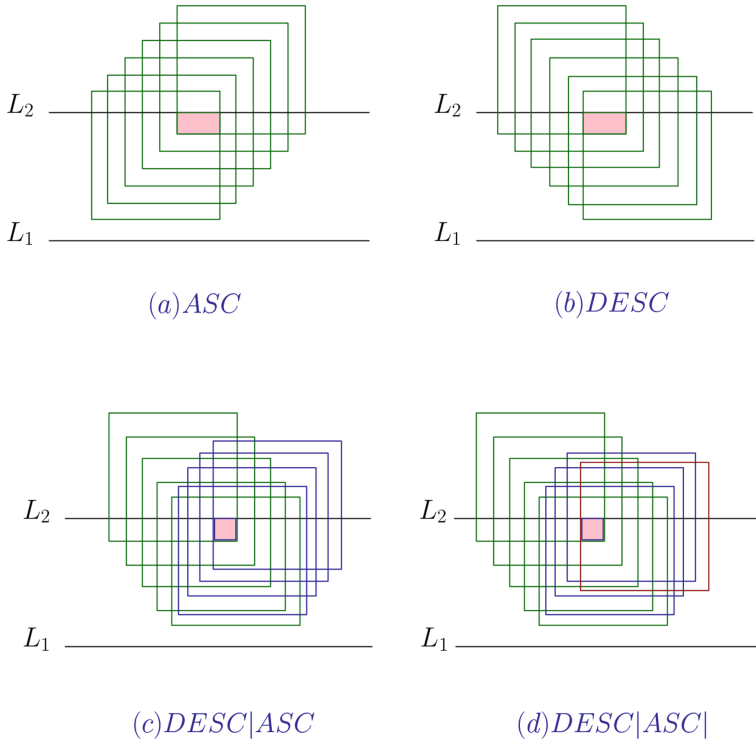 L₂ L₂
L₁ L₁
(a)ASC (b)DESC
L₂ L₂
L₁ L₁
(c)DESC|ASC (d)DESC|ASC|